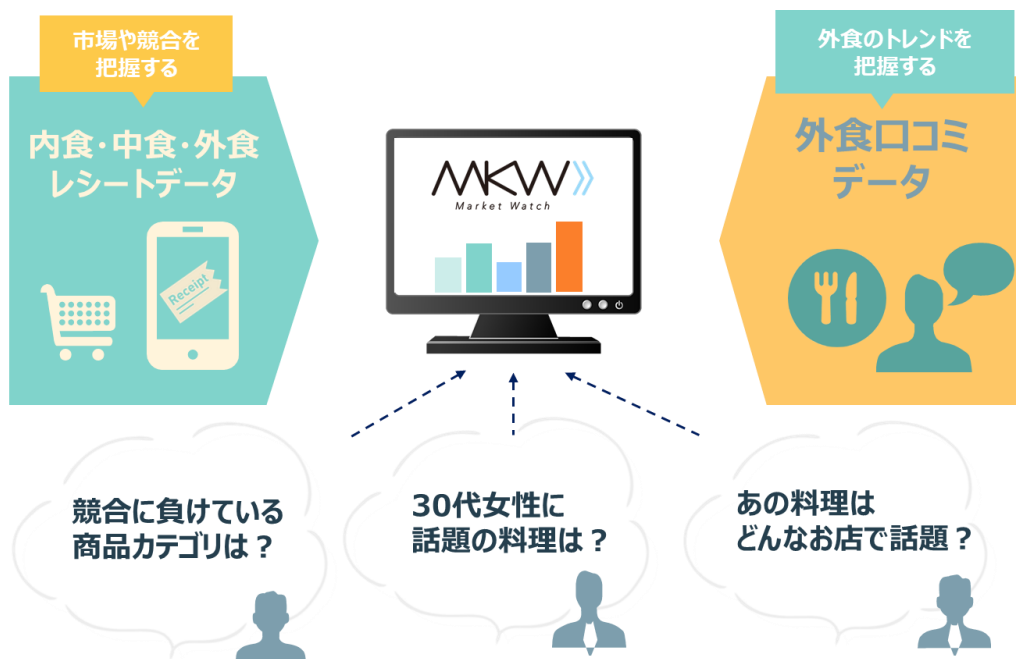 市場や競合を
把握する
内食・中食・外食
レシートデータ
Receipt
MKW
Market Watch
外食のトレンドを
把握する
外食口コミ
データ
競合に負けている
商品カテゴリは？
30代女性に
話題の料理は？
あの料理は
どんなお店で話題？